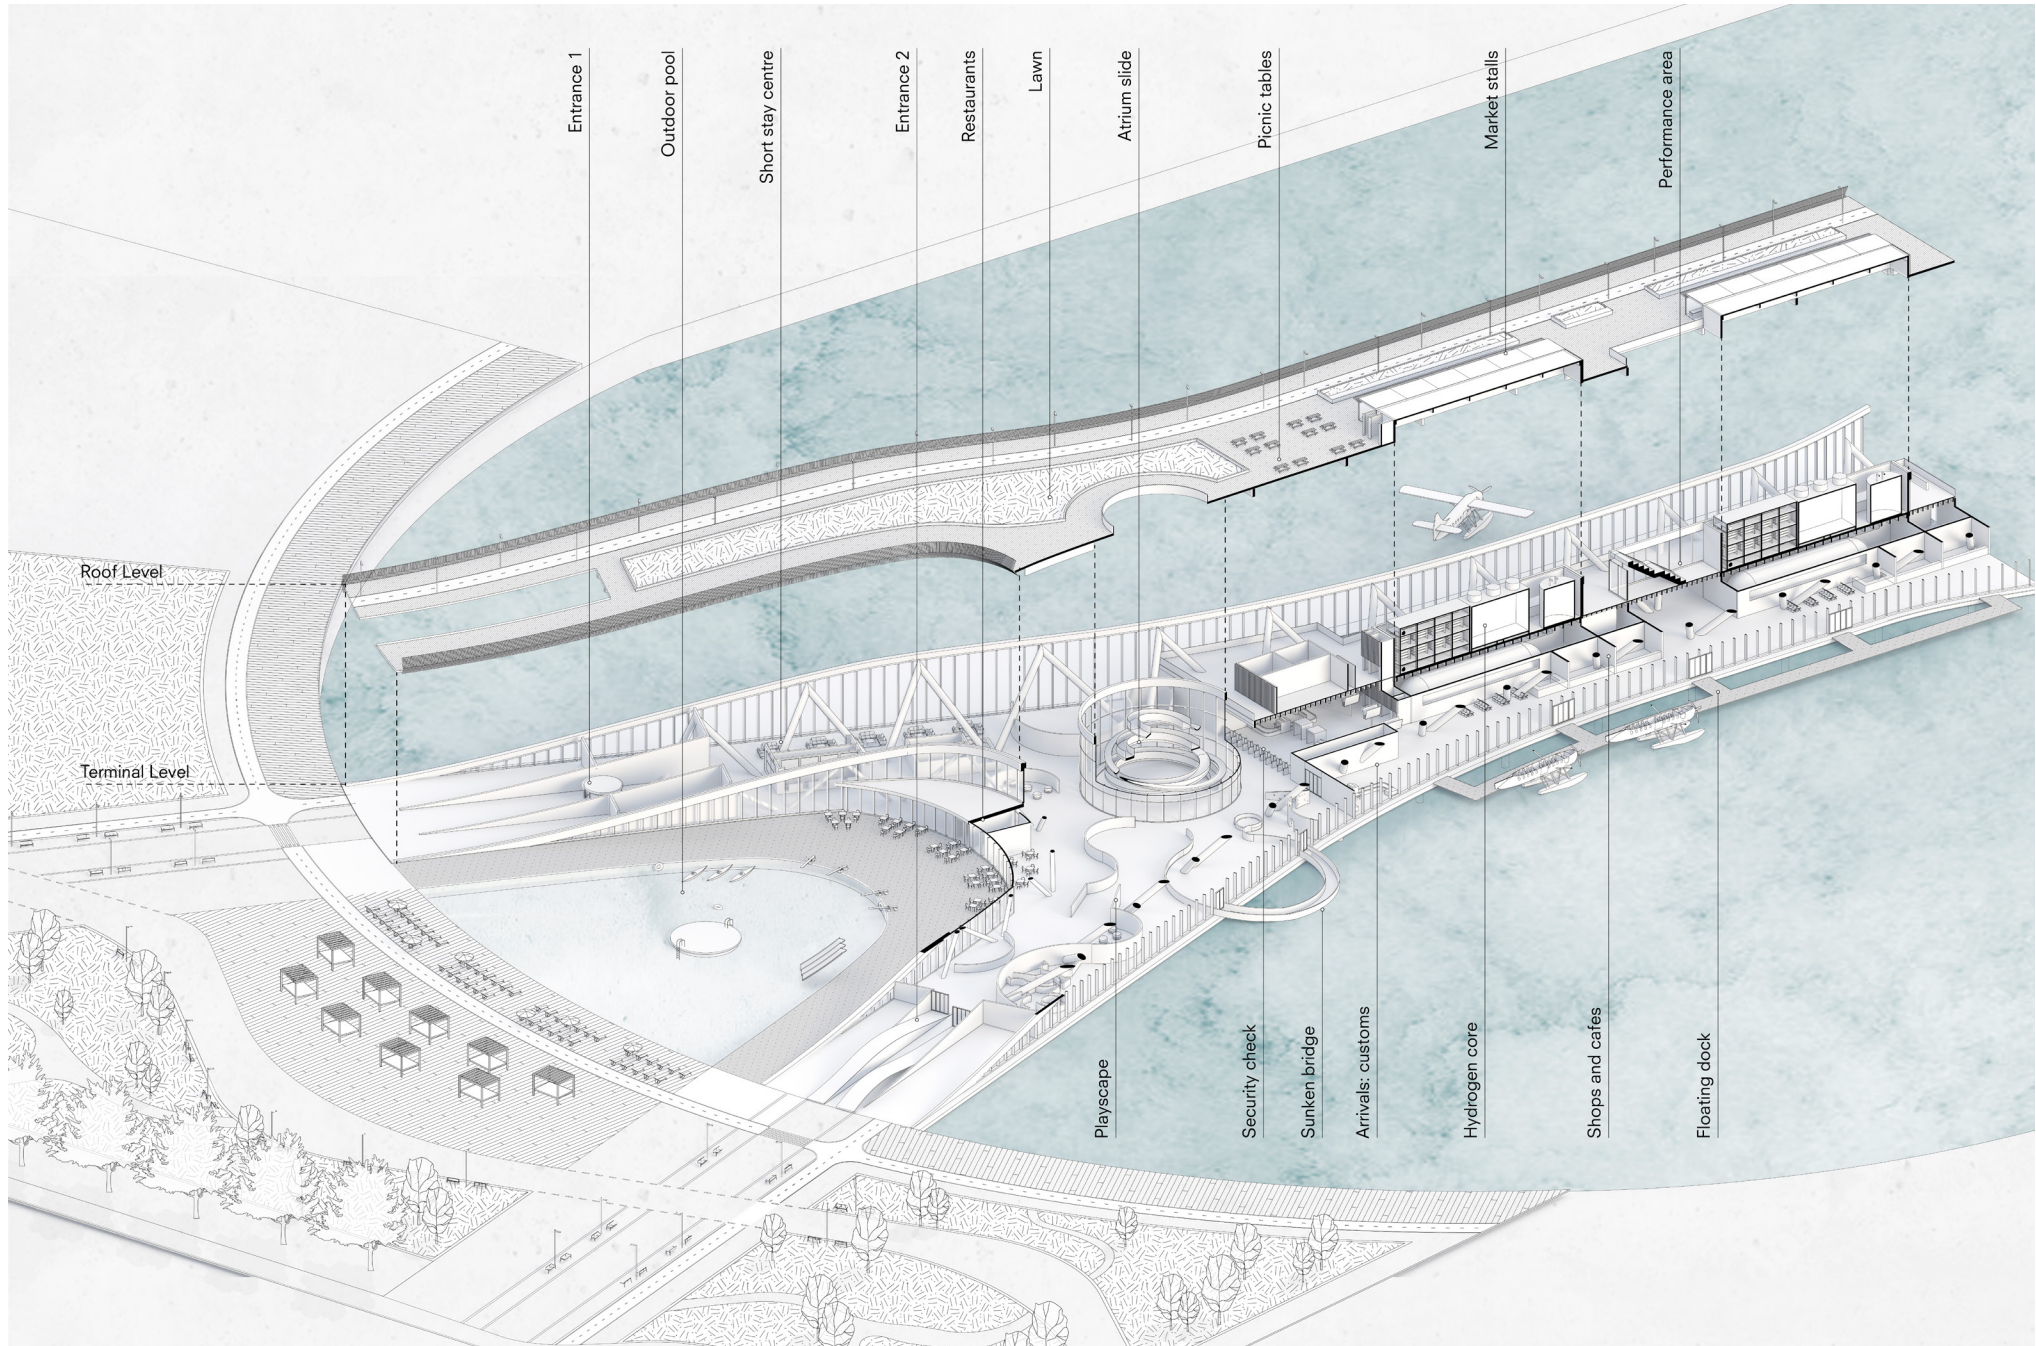 Entrance 1
Outdoor pool
Short stay centre
Entrance 2
Restaurants
Lawn
Atrium slide
Picnic tables
Market stalls
Performance area
Roof Level
Terminal Level
Playscape
Security check
Sunken bridge
Arrivals: customs
Hydrogen core
Shops and cafes
Floating dock